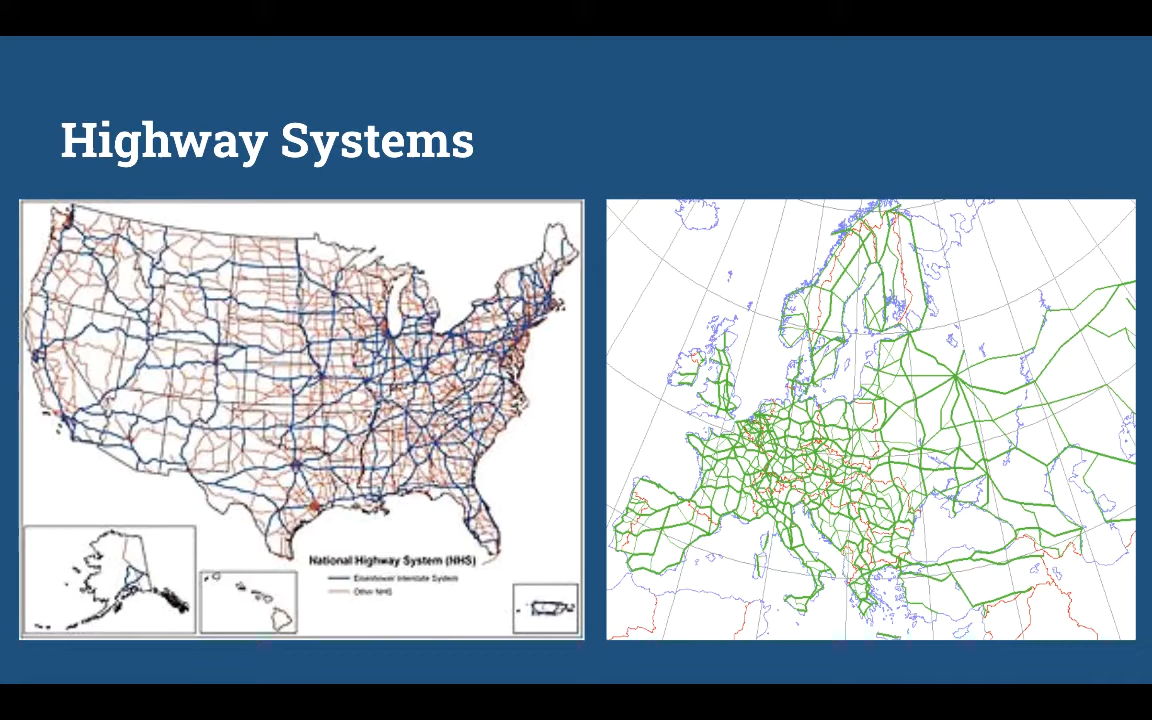 Highway Systems
National Highway System (NHS)
Eisenhower Interstate System
Other NHS